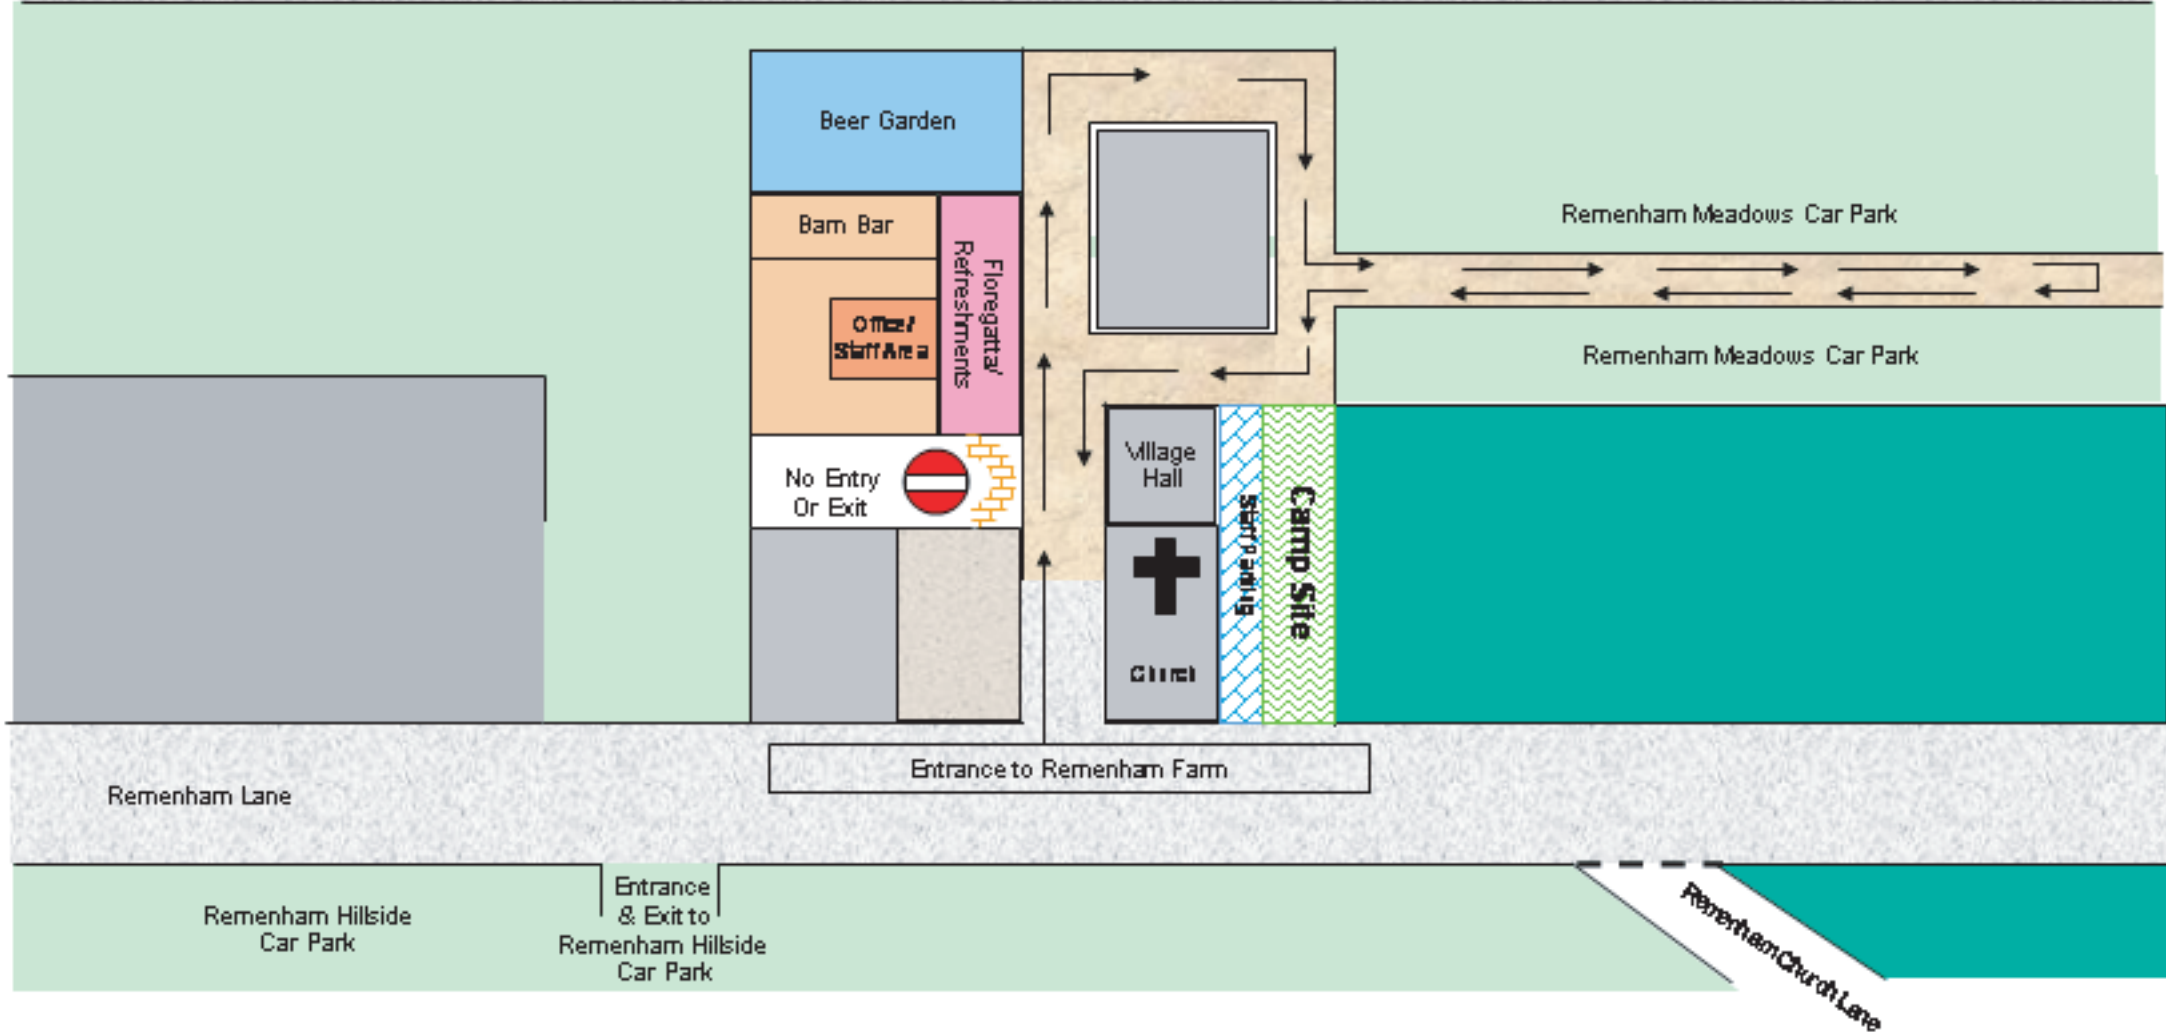 Beer Garden
Barn Bar
Floregatta/
Refreshments
Office/
Staff Area
Remenham Meadows Car Park
Remenham Meadows Car Park
No Entry
Or Exit
Village
Hall
Church
Camp Site
Entrance to Remenham Farm
Remenham Lane
Remenham Hillside
Car Park
Entrance
& Exit to
Remenham Hillside
Car Park
Remenham Church Lane